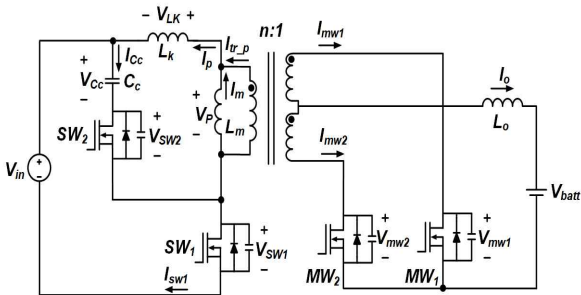 − V_LK +
n:1
I_mw1
L_k
I_p
I_tr_p
+
I_Cc
V_Cc
C_c
−
I_m
+
V_P
L_m
−
I_o
L_o
SW_2
+
V_SW2
−
I_mw2
V_in
+
−
V_batt
SW_1
+
V_SW1
−
MW_2
+
V_mw2
−
MW_1
+
V_mw1
−
I_sw1